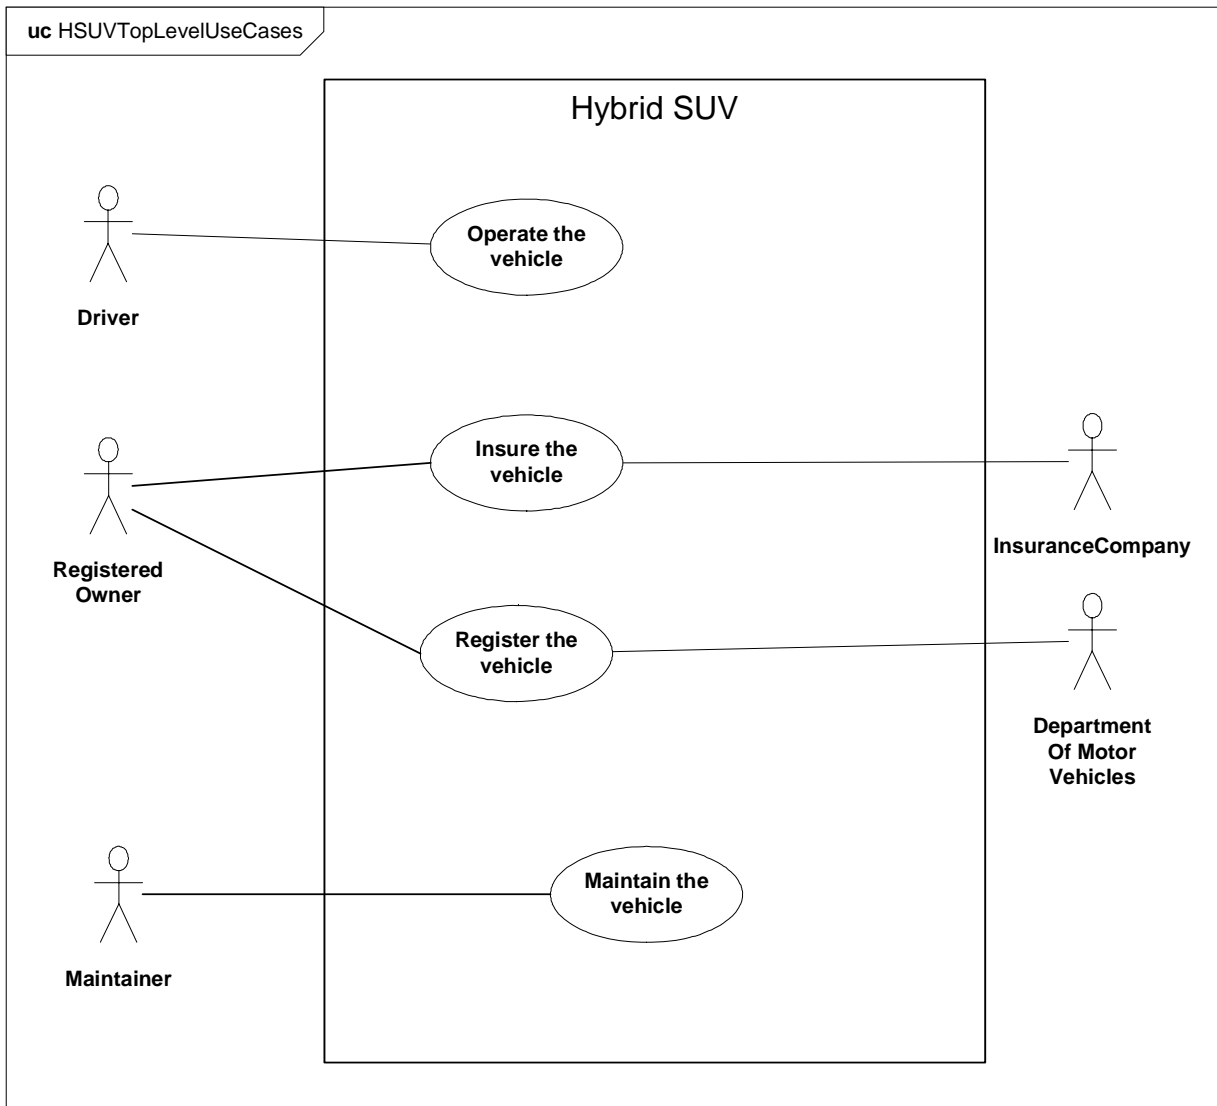 uc HSUVTopLevelUseCases
Hybrid SUV
Operate the
vehicle
Driver
Insure the
vehicle
InsuranceCompany
Registered
Owner
Register the
vehicle
Department
Of Motor
Vehicles
Maintain the
vehicle
Maintainer